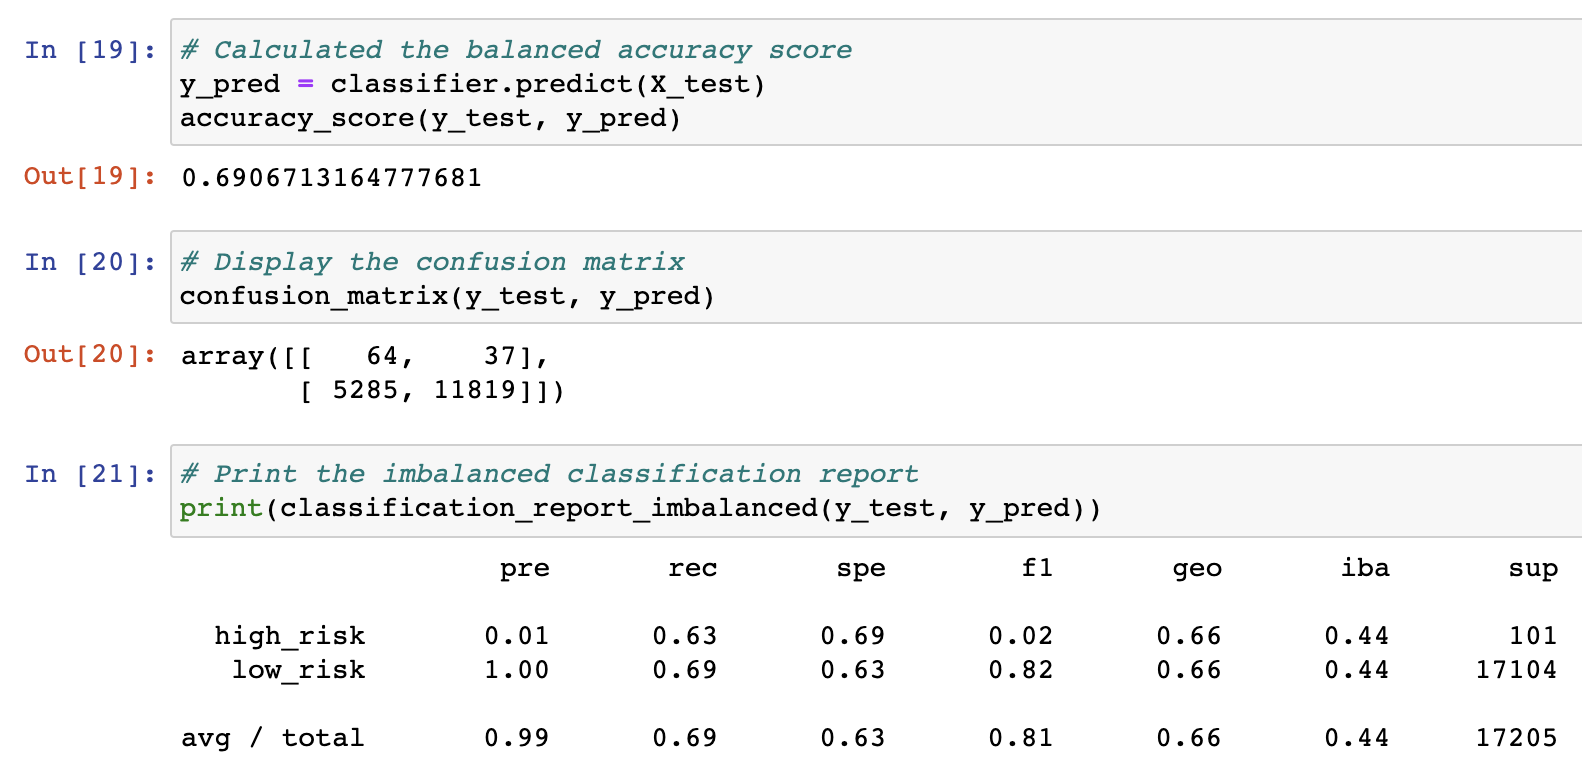 In [19]: # Calculated the balanced accuracy score
y_pred = classifier.predict(X_test)
accuracy_score(y_test, y_pred)
Out[19]: 0.6906713164777681
In [20]: # Display the confusion matrix
confusion_matrix(y_test, y_pred)
Out[20]: array([[   64,    37],
       [ 5285, 11819]])
In [21]: # Print the imbalanced classification report
print(classification_report_imbalanced(y_test, y_pred))
pre rec spe f1 geo iba sup
high_risk 0.01 0.63 0.69 0.02 0.66 0.44 101
low_risk 1.00 0.69 0.63 0.82 0.66 0.44 17104
avg / total 0.99 0.69 0.63 0.81 0.66 0.44 17205